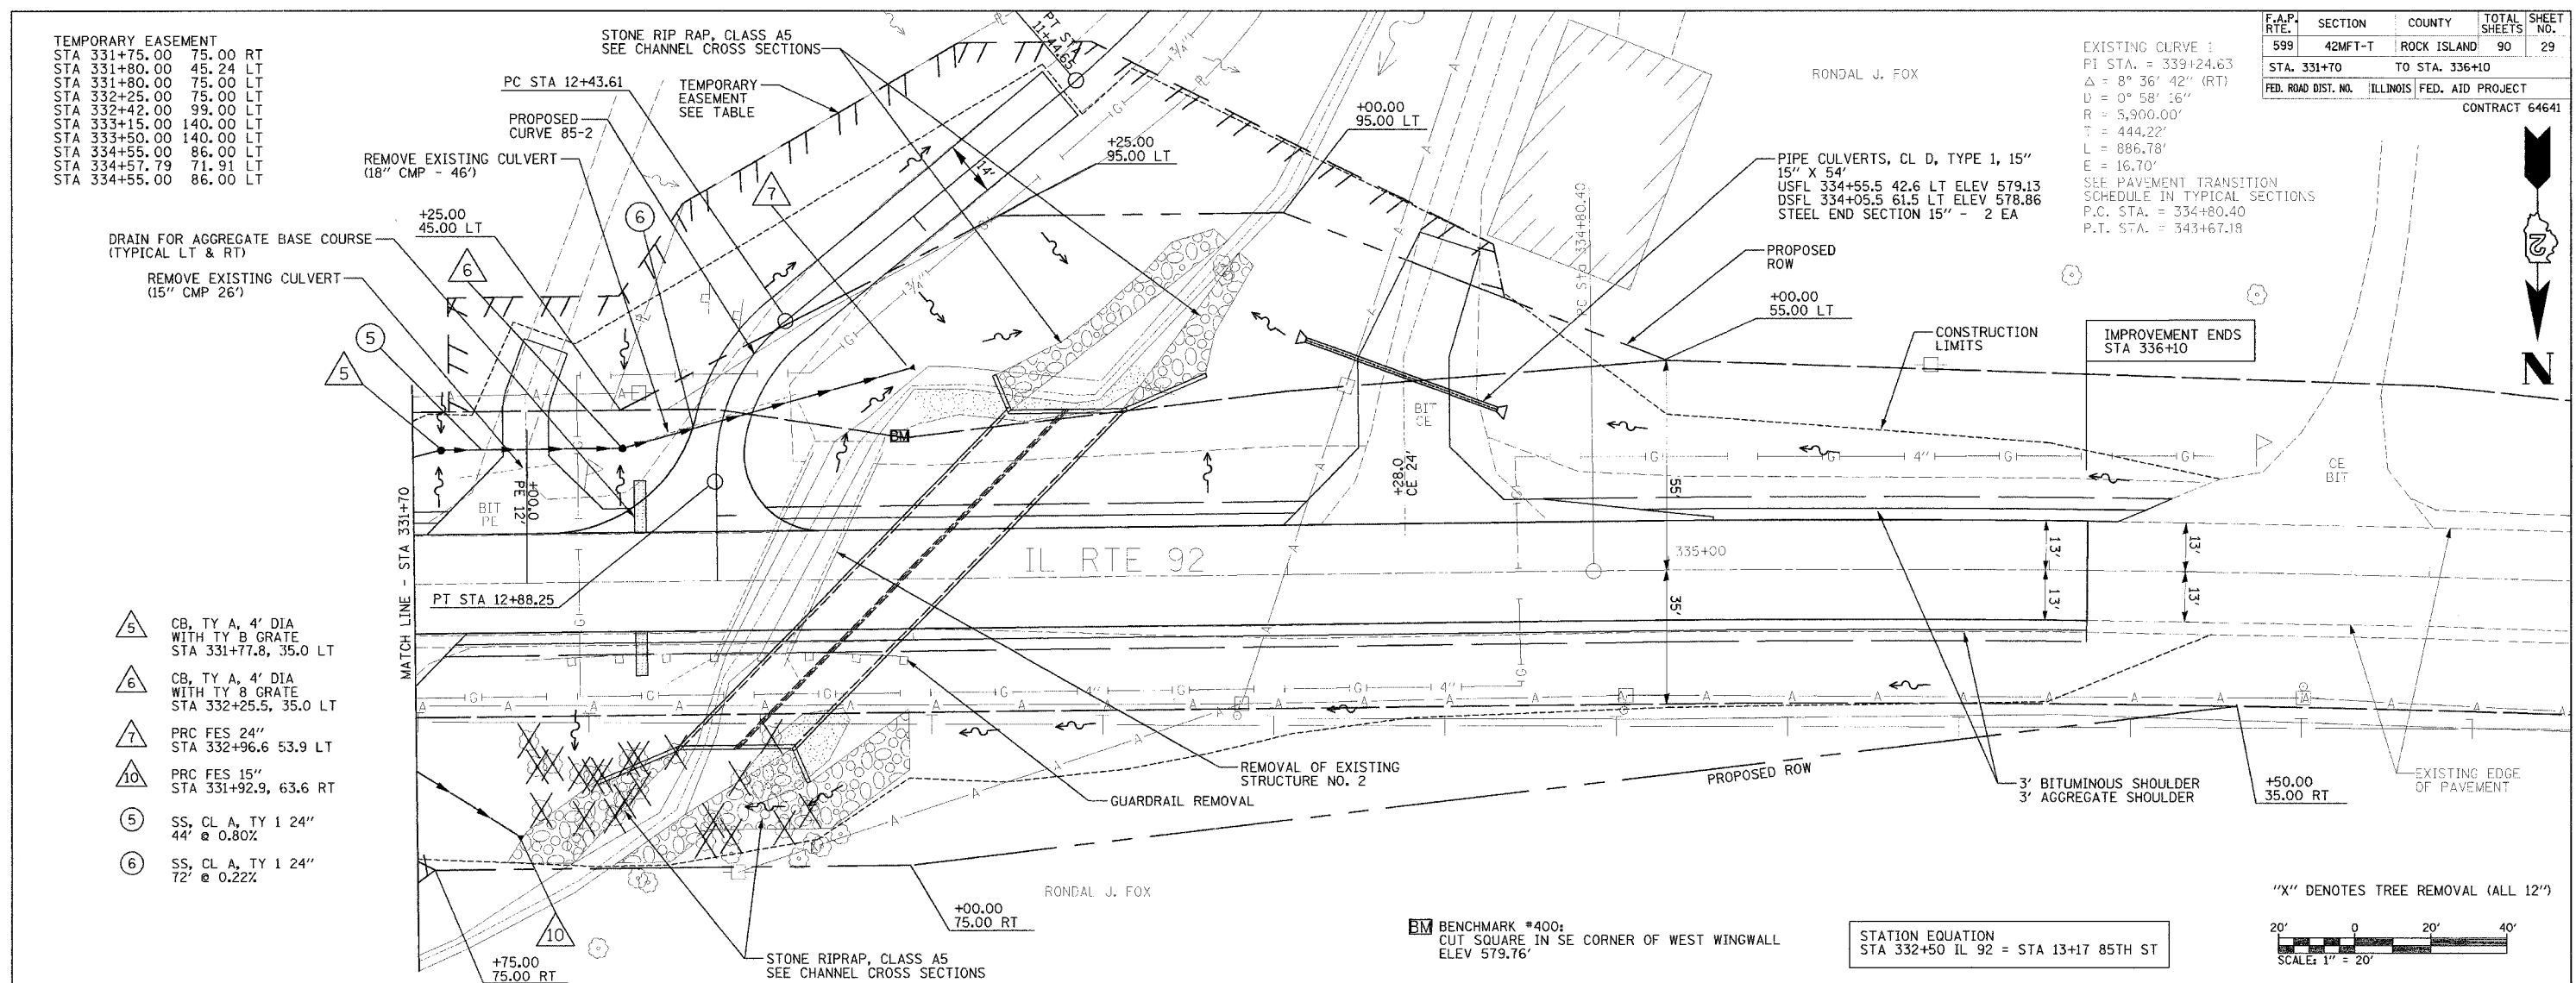 TEMPORARY EASEMENT
STA 331+75.00 75.00 RT
STA 331+80.00 45.24 LT
STA 331+80.00 75.00 LT
STA 332+25.00 75.00 LT
STA 332+42.00 99.00 LT
STA 333+15.00 140.00 LT
STA 333+50.00 140.00 LT
STA 334+55.00 86.00 LT
STA 334+57.79 71.91 LT
STA 334+55.00 86.00 LT
STONE RIP RAP, CLASS A5
SEE CHANNEL CROSS SECTIONS
PC STA 12+43.61
TEMPORARY
EASEMENT
SEE TABLE
PROPOSED
CURVE 85-2
REMOVE EXISTING CULVERT
(18" CMP - 46')
+25.00
45.00 LT
DRAIN FOR AGGREGATE BASE COURSE
(TYPICAL LT & RT)
REMOVE EXISTING CULVERT
(15" CMP 26')
PT STA
11+44.65
14'
3/4"
3/4"
+25.00
95.00 LT
+00.00
95.00 LT
RONDAL J. FOX
PIPE CULVERTS, CL D, TYPE 1, 15"
15" X 54'
USFL 334+55.5 42.6 LT ELEV 579.13
DSFL 334+05.5 61.5 LT ELEV 578.86
STEEL END SECTION 15" - 2 EA
PC Sta 334+80.40
PROPOSED
ROW
+00.00
55.00 LT
CONSTRUCTION
LIMITS
IMPROVEMENT ENDS
STA 336+10
EXISTING CURVE 1
PI STA. = 339+24.63
Δ = 8° 36' 42" (RT)
D = 0° 58' 16"
R = 5,900.00'
T = 444.22'
L = 886.78'
E = 16.70'
SEE PAVEMENT TRANSITION
SCHEDULE IN TYPICAL SECTIONS
P.C. STA. = 334+80.40
P.T. STA. = 343+67.18
F.A.P. RTE. SECTION COUNTY TOTAL SHEETS SHEET NO.
599 42MFT-T ROCK ISLAND 90 29
STA. 331+70 TO STA. 336+10
FED. ROAD DIST. NO. ILLINOIS FED. AID PROJECT
CONTRACT 64641
2
N
5
5
6
6
7
BM
BIT
PE
+00.0
PE 12'
BIT
CE
+28.0
CE 24'
4"
CE
BIT
MATCH LINE - STA 331+70
IL RTE 92
335+00
55'
35'
13'
13'
13'
13'
PT STA 12+88.25
4"
4"
5 CB, TY A, 4' DIA
WITH TY B GRATE
STA 331+77.8, 35.0 LT
6 CB, TY A, 4' DIA
WITH TY 8 GRATE
STA 332+25.5, 35.0 LT
7 PRC FES 24"
STA 332+96.6 53.9 LT
10 PRC FES 15"
STA 331+92.9, 63.6 RT
5 SS, CL A, TY 1 24"
44' @ 0.80%
6 SS, CL A, TY 1 24"
72' @ 0.22%
REMOVAL OF EXISTING
STRUCTURE NO. 2
GUARDRAIL REMOVAL
PROPOSED ROW
3' BITUMINOUS SHOULDER
3' AGGREGATE SHOULDER
+50.00
35.00 RT
EXISTING EDGE
OF PAVEMENT
RONDAL J. FOX
+00.00
75.00 RT
10
+75.00
75.00 RT
STONE RIPRAP, CLASS A5
SEE CHANNEL CROSS SECTIONS
BM BENCHMARK #400:
CUT SQUARE IN SE CORNER OF WEST WINGWALL
ELEV 579.76'
STATION EQUATION
STA 332+50 IL 92 = STA 13+17 85TH ST
"X" DENOTES TREE REMOVAL (ALL 12")
20' 0 20' 40'
SCALE: 1" = 20'